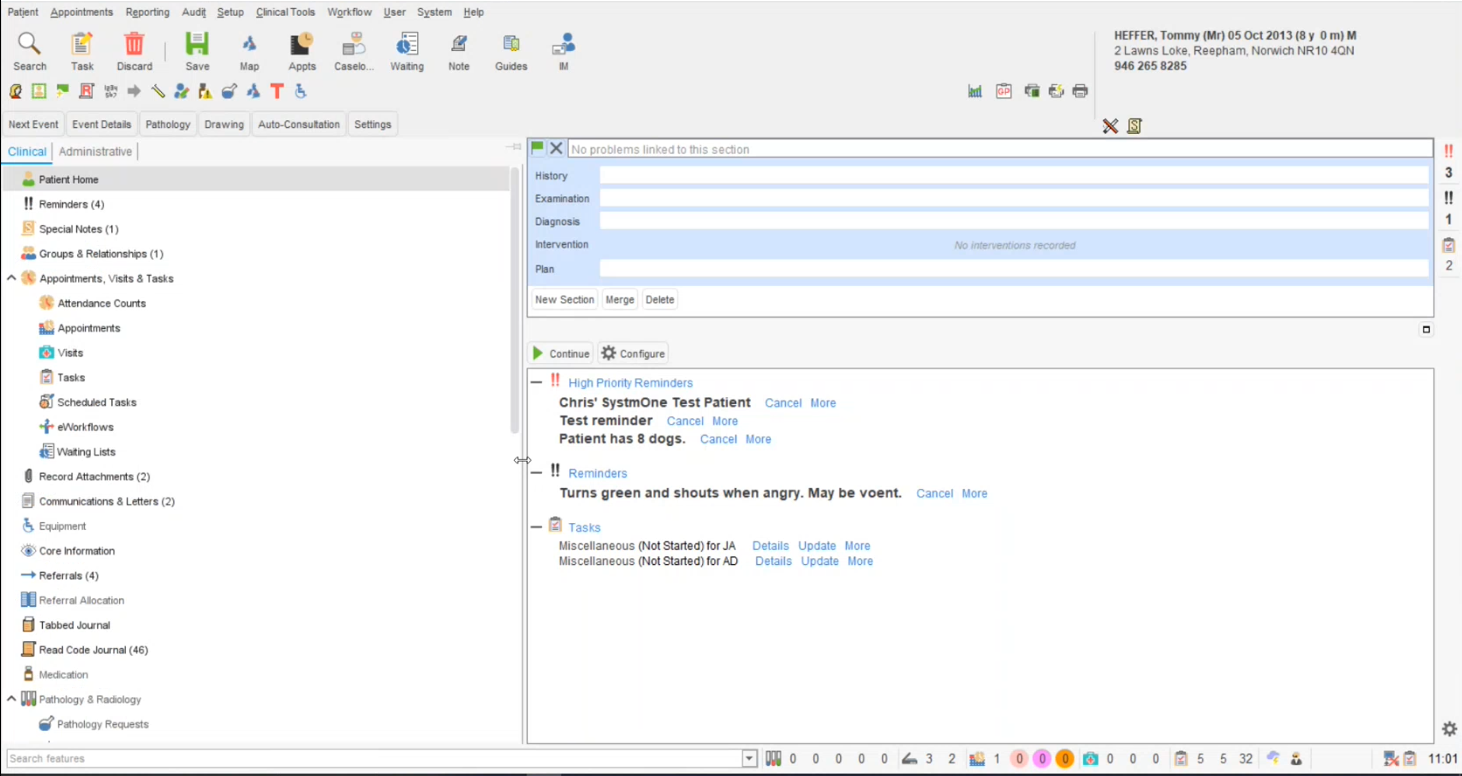 Patient Appointments Reporting Audit Setup Clinical Tools Workflow User System Help
Search Task Discard Save Map Appts Caselo... Waiting Note Guides IM
HEFFER, Tommy (Mr) 05 Oct 2013 (8 y 0 m) M
2 Lawns Loke, Reepham, Norwich NR10 4QN
946 265 8285
GP
Next Event Event Details Pathology Drawing Auto-Consultation Settings
Clinical Administrative
Patient Home
Reminders (4)
Special Notes (1)
Groups & Relationships (1)
Appointments, Visits & Tasks
Attendance Counts
Appointments
Visits
Tasks
Scheduled Tasks
eWorkflows
Waiting Lists
Record Attachments (2)
Communications & Letters (2)
Equipment
Core Information
Referrals (4)
Referral Allocation
Tabbed Journal
Read Code Journal (46)
Medication
Pathology & Radiology
Pathology Requests
No problems linked to this section
History
Examination
Diagnosis
Intervention No interventions recorded
Plan
New Section Merge Delete
!!
3
!!
1
2
Continue Configure
!! High Priority Reminders
Chris' SystmOne Test Patient Cancel More
Test reminder Cancel More
Patient has 8 dogs. Cancel More
!! Reminders
Turns green and shouts when angry. May be voent. Cancel More
Tasks
Miscellaneous (Not Started) for JA Details Update More
Miscellaneous (Not Started) for AD Details Update More
Search features 0 0 0 0 0 3 2 1 0 0 0 0 0 0 5 5 32 11:01